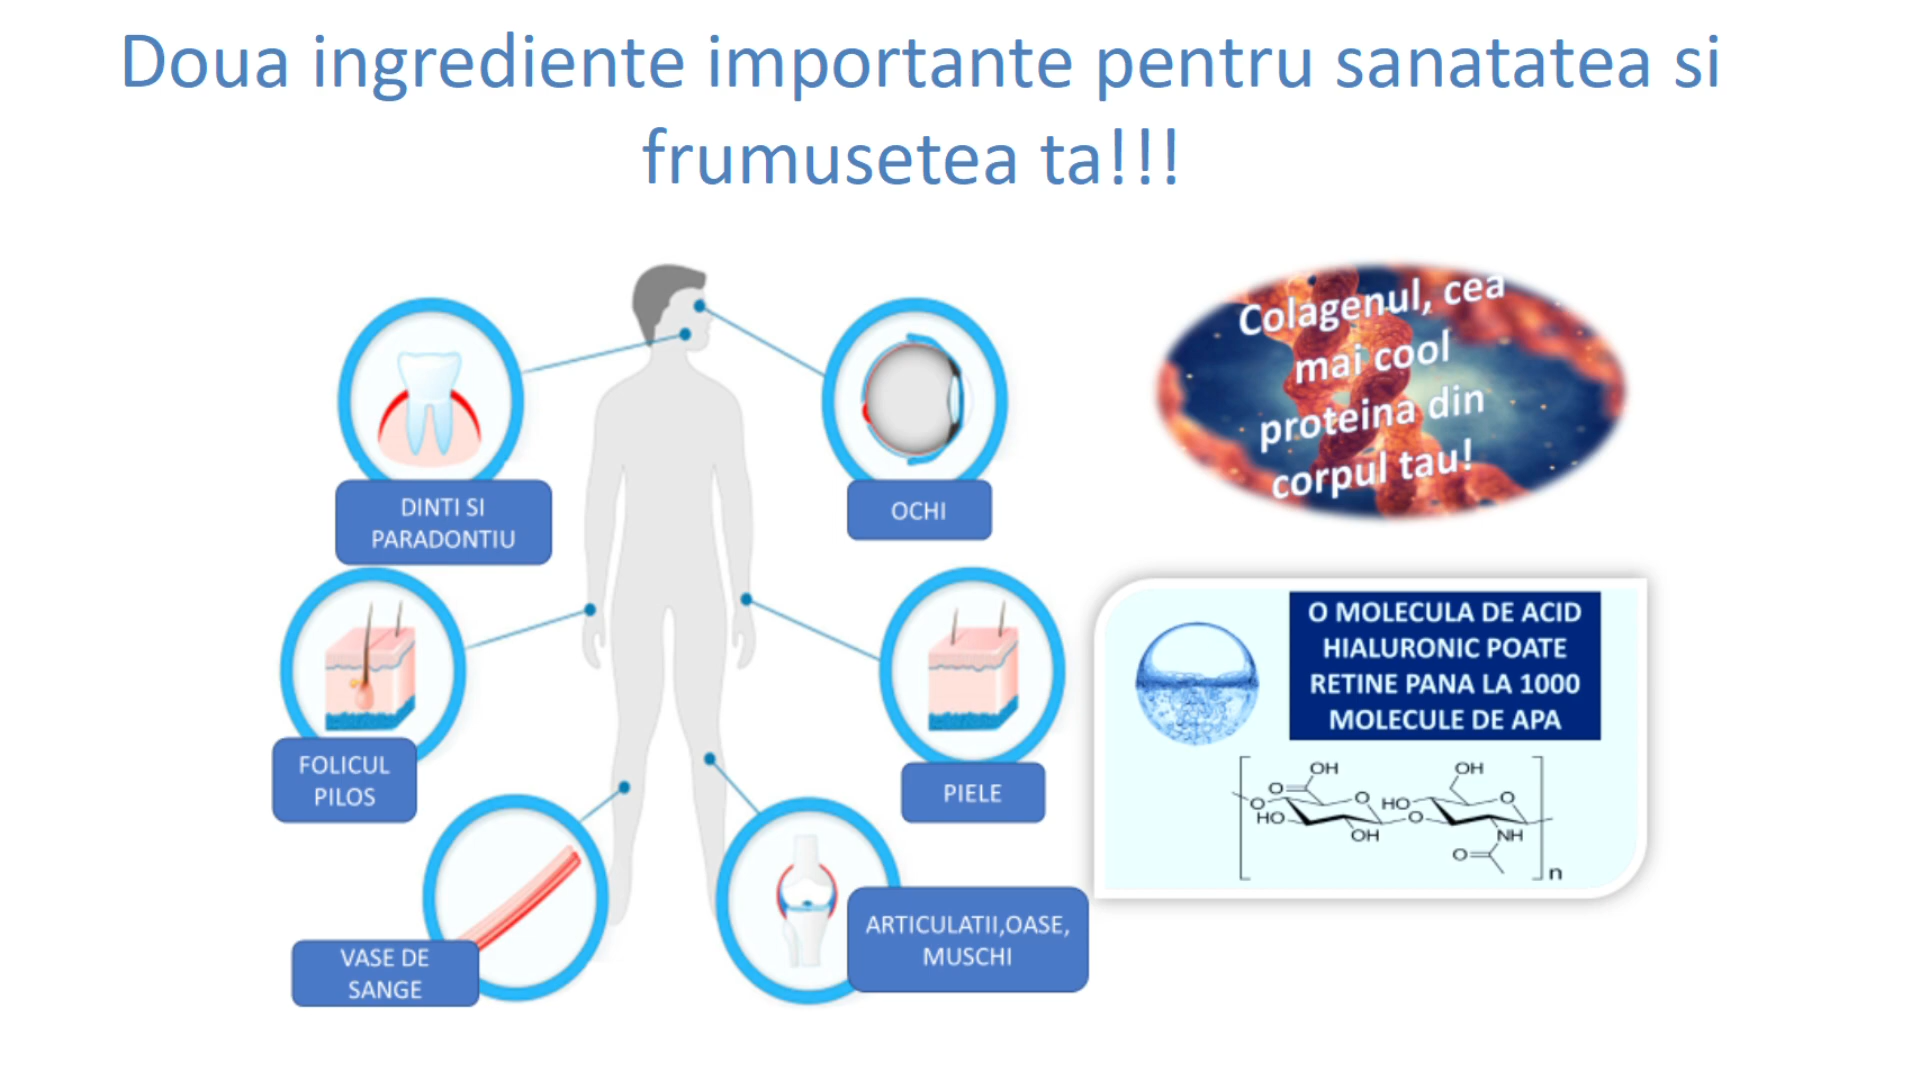 Doua ingrediente importante pentru sanatatea si
frumusetea ta!!!
DINTI SI
PARADONTIU
OCHI
FOLICUL
PILOS
PIELE
VASE DE
SANGE
ARTICULATII,OASE,
MUSCHI
Colagenul, cea
mai cool
proteina din
corpul tau!
O MOLECULA DE ACID
HIALURONIC POATE
RETINE PANA LA 1000
MOLECULE DE APA
OH
OH
O
O
O
HO
O
HO
OH
O
NH
O
n